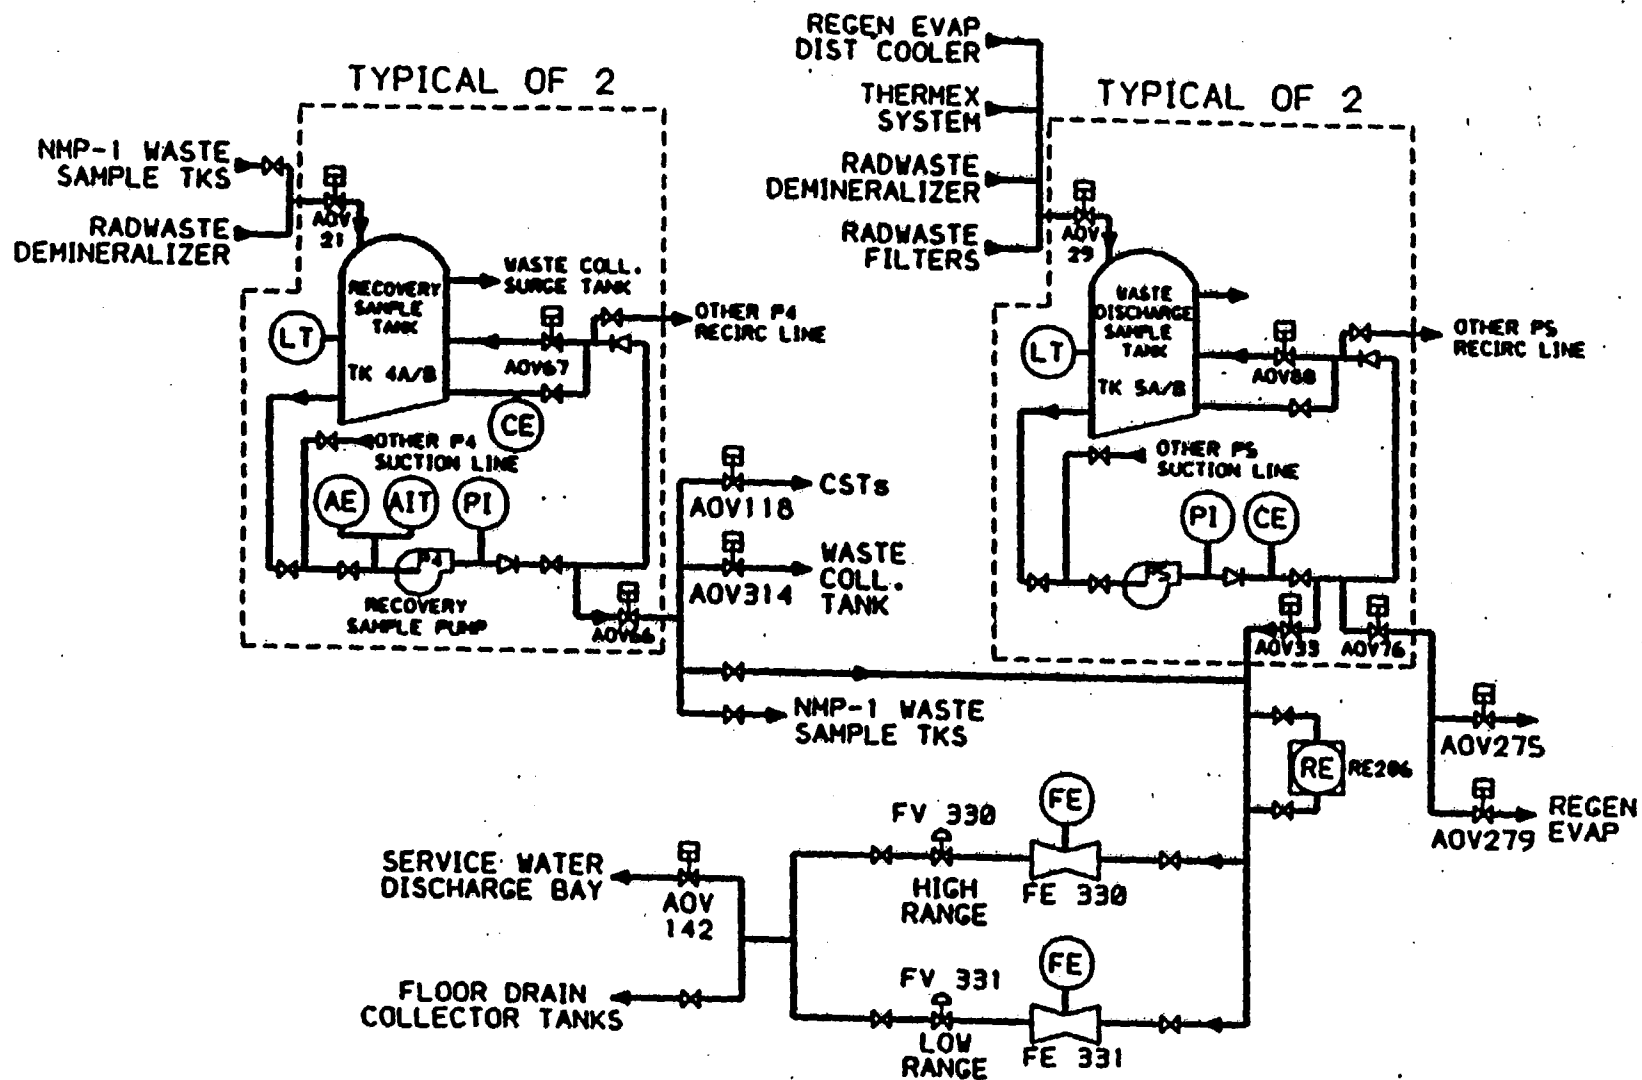 REGEN EVAP
DIST COOLER
TYPICAL OF 2
THERMEX
SYSTEM
TYPICAL OF 2
NMP-1 WASTE
SAMPLE TKS
RADWASTE
DEMINERALIZER
RADWASTE
DEMINERALIZER
RADWASTE
FILTERS
AOV
21
AOV
29
WASTE COLL.
SURGE TANK
RECOVERY
SAMPLE
TANK
TK 4A/B
LT
OTHER P4
RECIRC LINE
AOV67
CE
OTHER P4
SUCTION LINE
AE
AIT
PI
P4
RECOVERY
SAMPLE PUMP
AOV66
WASTE
DISCHARGE
SAMPLE
TANK
TK 5A/B
LT
OTHER P5
RECIRC LINE
AOV88
OTHER P5
SUCTION LINE
PI
CE
P5
AOV33
AOV76
AOV118
CSTs
AOV314
WASTE
COLL.
TANK
NMP-1 WASTE
SAMPLE TKS
RE
RE206
AOV275
AOV279
REGEN
EVAP
FV 330
FE
HIGH
RANGE
FE 330
SERVICE WATER
DISCHARGE BAY
AOV
142
FLOOR DRAIN
COLLECTOR TANKS
FV 331
FE
LOW
RANGE
FE 331